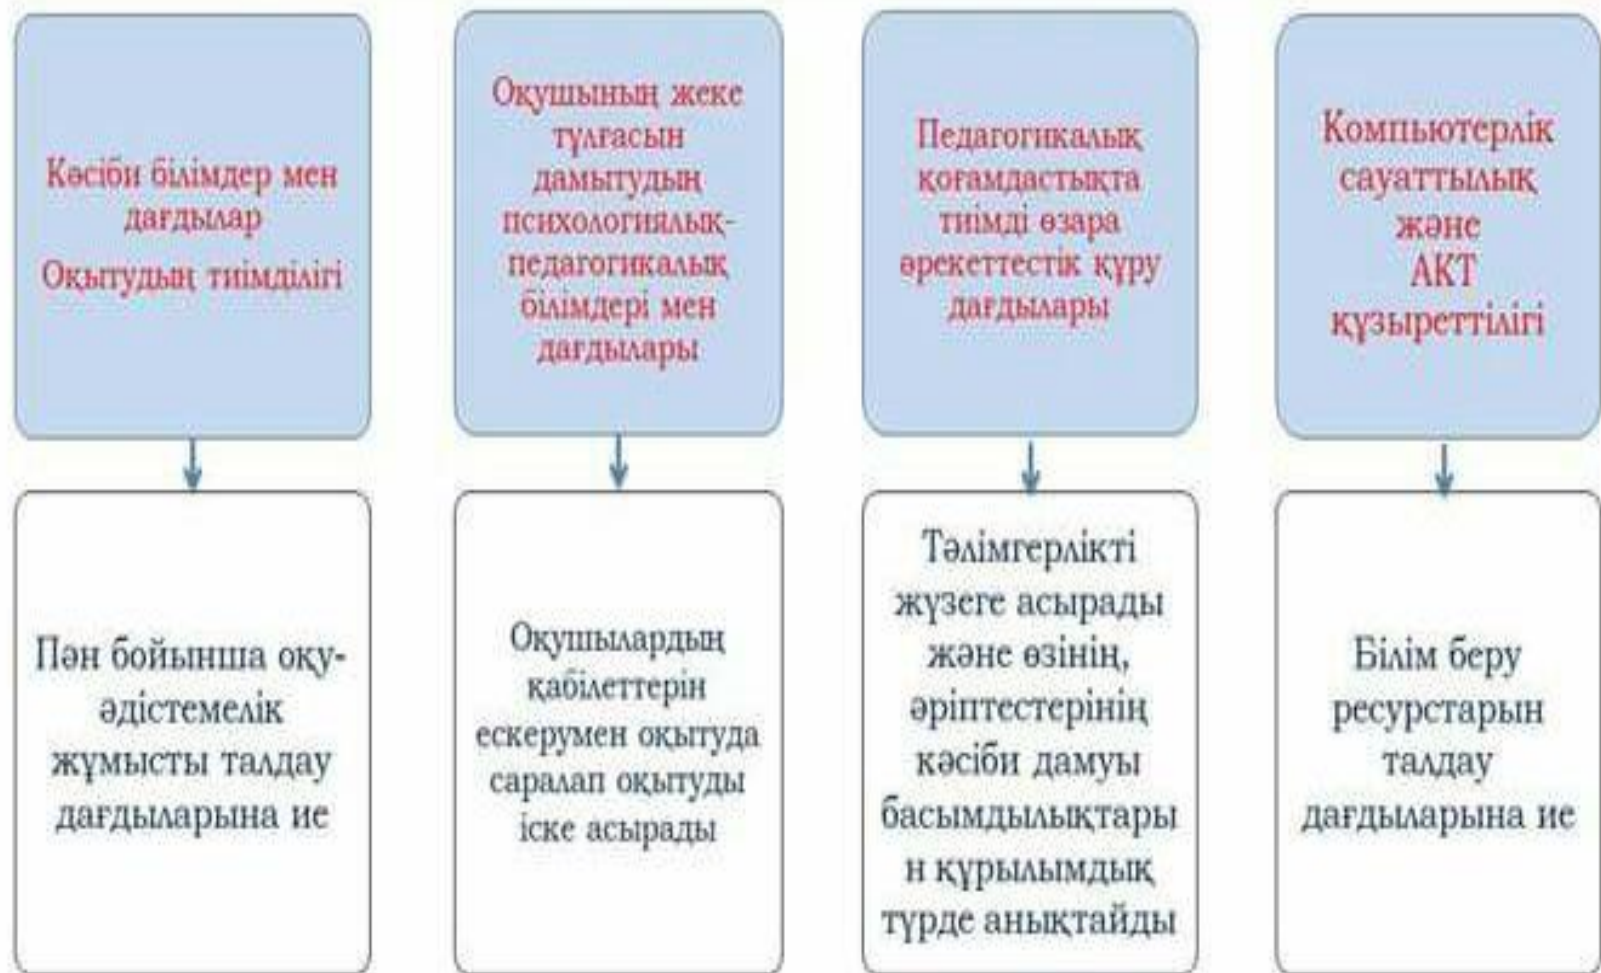 Кәсіби білімдер мен
дағдылар
Оқытудың тиімділігі
Оқушының жеке
тұлғасын
дамытудың
психологиялық-
педагогикалық
білімдері мен
дағдылары
Педагогикалық
қоғамдастықта
тиімді өзара
әрекеттестік құру
дағдылары
Компьютерлік
сауаттылық
және
АКТ
құзыреттілігі
Пән бойынша оқу-
әдістемелік
жұмысты талдау
дағдыларына ие
Оқушылардың
қабілеттерін
ескерумен оқытуда
саралап оқытуды
іске асырады
Тәлімгерлікті
жүзеге асырады
және өзінің,
әріптестерінің
кәсіби дамуы
басымдылықтары
н құрылымдық
түрде анықтайды
Білім беру
ресурстарын
талдау
дағдыларына ие